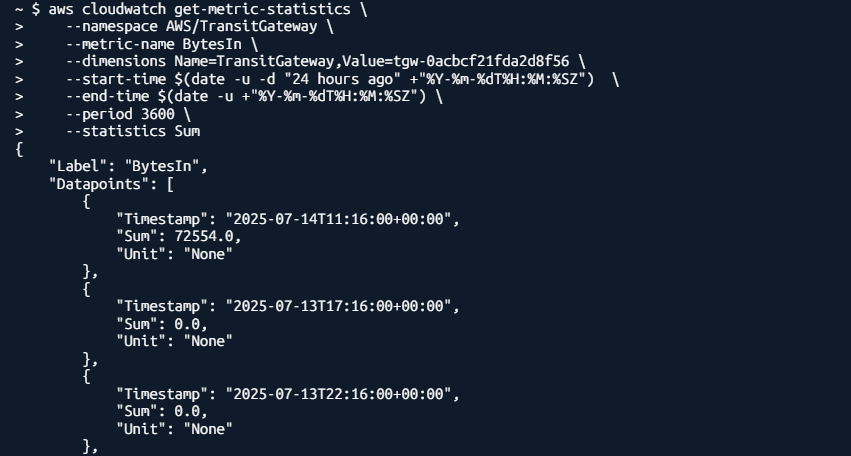 ~ $ aws cloudwatch get-metric-statistics \
>     --namespace AWS/TransitGateway \
>     --metric-name BytesIn \
>     --dimensions Name=TransitGateway,Value=tgw-0acbcf21fda2d8f56 \
>     --start-time $(date -u -d "24 hours ago" +"%Y-%m-%dT%H:%M:%SZ")  \
>     --end-time $(date -u +"%Y-%m-%dT%H:%M:%SZ") \
>     --period 3600 \
>     --statistics Sum
{
    "Label": "BytesIn",
    "Datapoints": [
        {
            "Timestamp": "2025-07-14T11:16:00+00:00",
            "Sum": 72554.0,
            "Unit": "None"
        },
        {
            "Timestamp": "2025-07-13T17:16:00+00:00",
            "Sum": 0.0,
            "Unit": "None"
        },
        {
            "Timestamp": "2025-07-13T22:16:00+00:00",
            "Sum": 0.0,
            "Unit": "None"
        },